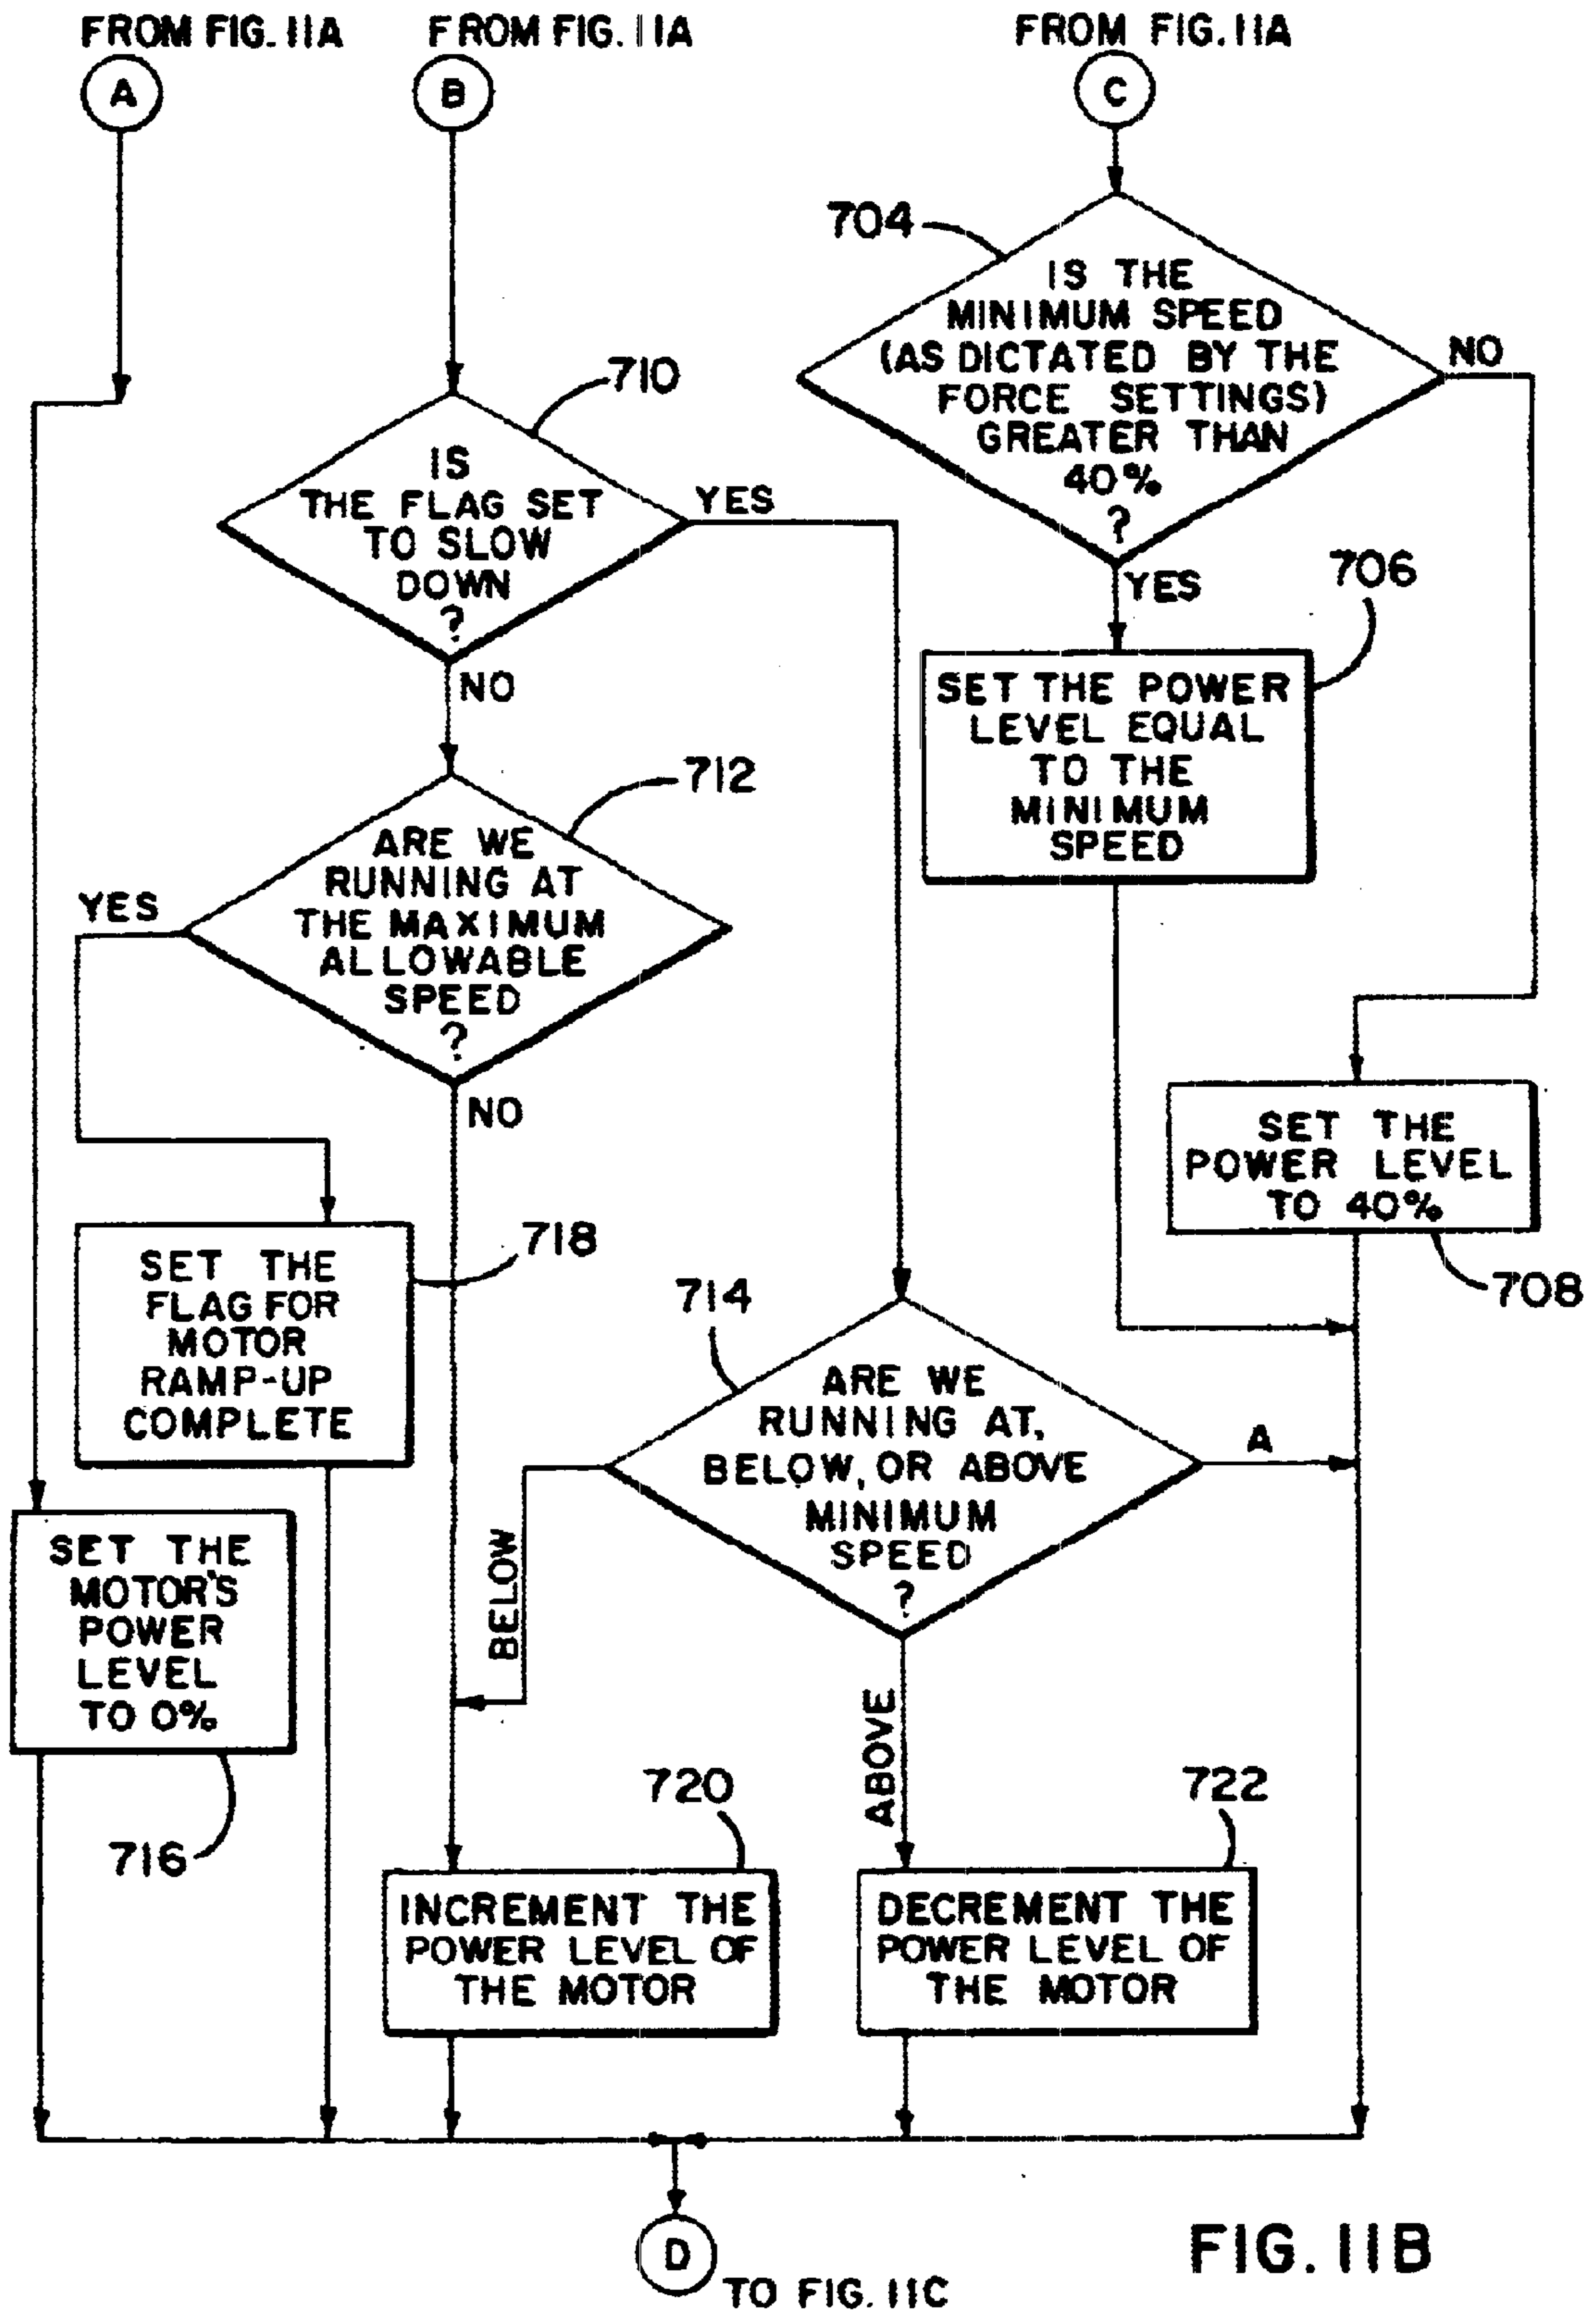 FROM FIG. 11A
FROM FIG. 11A
FROM FIG. 11A
A
B
C
704
IS THE
MINIMUM SPEED
(AS DICTATED BY THE
FORCE SETTINGS)
GREATER THAN
40%
?
NO
YES
710
IS
THE FLAG SET
TO SLOW
DOWN
?
YES
NO
706
SET THE POWER
LEVEL EQUAL
TO THE
MINIMUM
SPEED
712
ARE WE
RUNNING AT
THE MAXIMUM
ALLOWABLE
SPEED
?
YES
NO
SET THE
POWER LEVEL
TO 40%
708
718
SET THE
FLAG FOR
MOTOR
RAMP-UP
COMPLETE
714
ARE WE
RUNNING AT,
BELOW, OR ABOVE
MINIMUM
SPEED
?
A
BELOW
ABOVE
SET THE
MOTOR'S
POWER
LEVEL
TO 0%
716
720
INCREMENT THE
POWER LEVEL OF
THE MOTOR
722
DECREMENT THE
POWER LEVEL OF
THE MOTOR
D
TO FIG. 11C
FIG. 11B